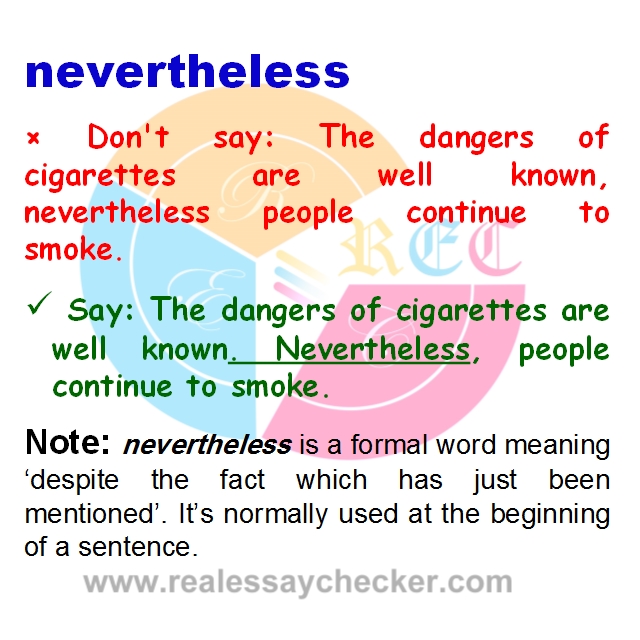 nevertheless
× Don't say: The dangers of
cigarettes are well known,
nevertheless people continue to
smoke.
✓ Say: The dangers of cigarettes are
well known. Nevertheless, people
continue to smoke.
Note: nevertheless is a formal word meaning
‘despite the fact which has just been
mentioned’. It’s normally used at the beginning
of a sentence.
R E C
R
E
C
www.realessaychecker.com